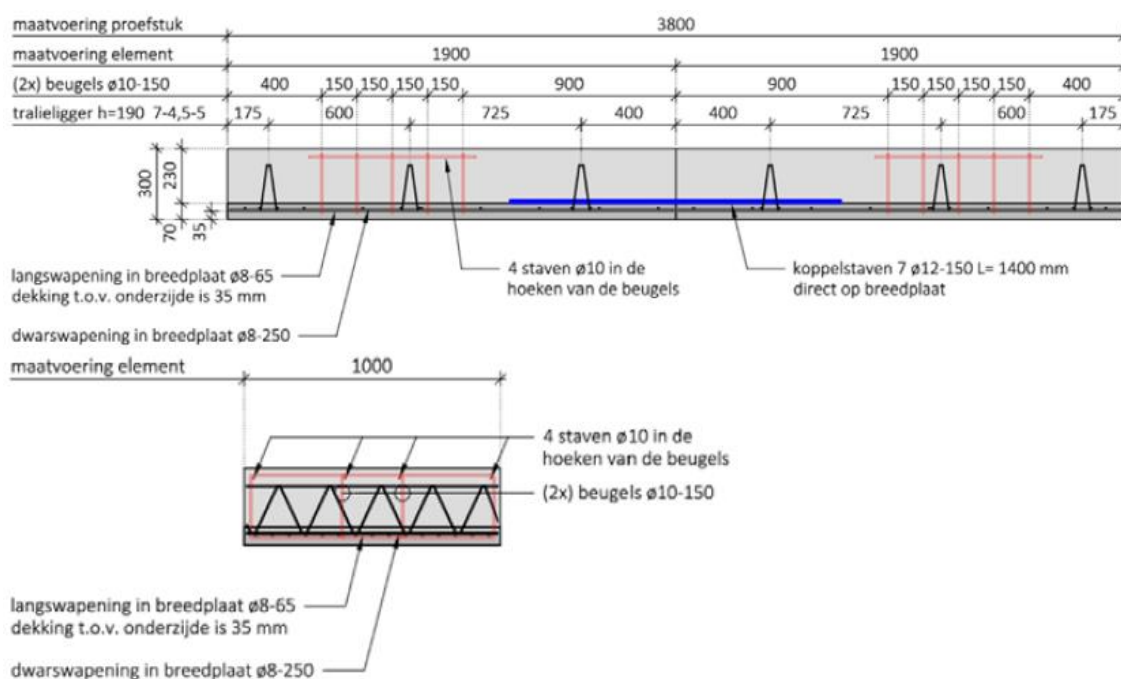 maatvoering proefstuk 3800
maatvoering element 1900 1900
(2x) beugels ø10-150 400 150 150 150 150 900 900 150 150 150 150 400
tralieligger h=190 7-4,5-5 175 600 725 400 400 725 600 175
300 230
70 35
langswapening in breedplaat ø8-65
dekking t.o.v. onderzijde is 35 mm
4 staven ø10 in de
hoeken van de beugels
koppelstaven 7 ø12-150 L= 1400 mm
direct op breedplaat
dwarswapening in breedplaat ø8-250
maatvoering element 1000
4 staven ø10 in de
hoeken van de beugels
(2x) beugels ø10-150
langswapening in breedplaat ø8-65
dekking t.o.v. onderzijde is 35 mm
dwarswapening in breedplaat ø8-250